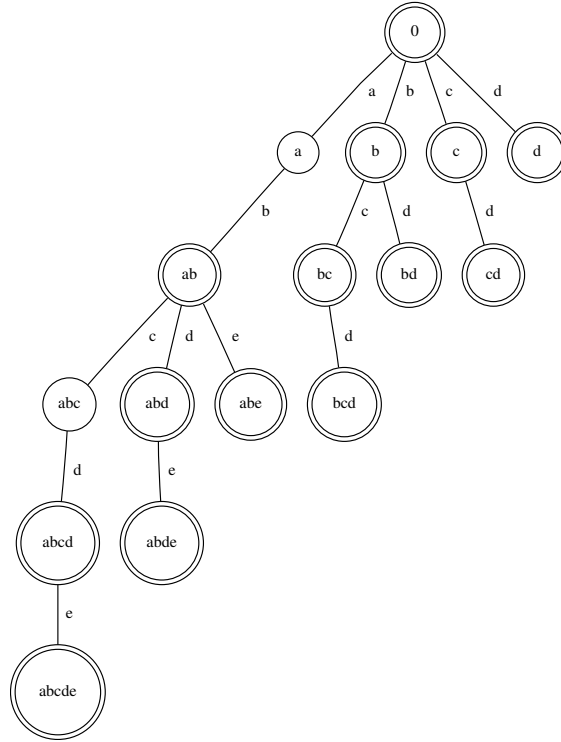 0
a b c d
a b c d
b c d d
ab bc bd cd
c d e d
abc abd abe bcd
d e
abcd abde
e
abcde